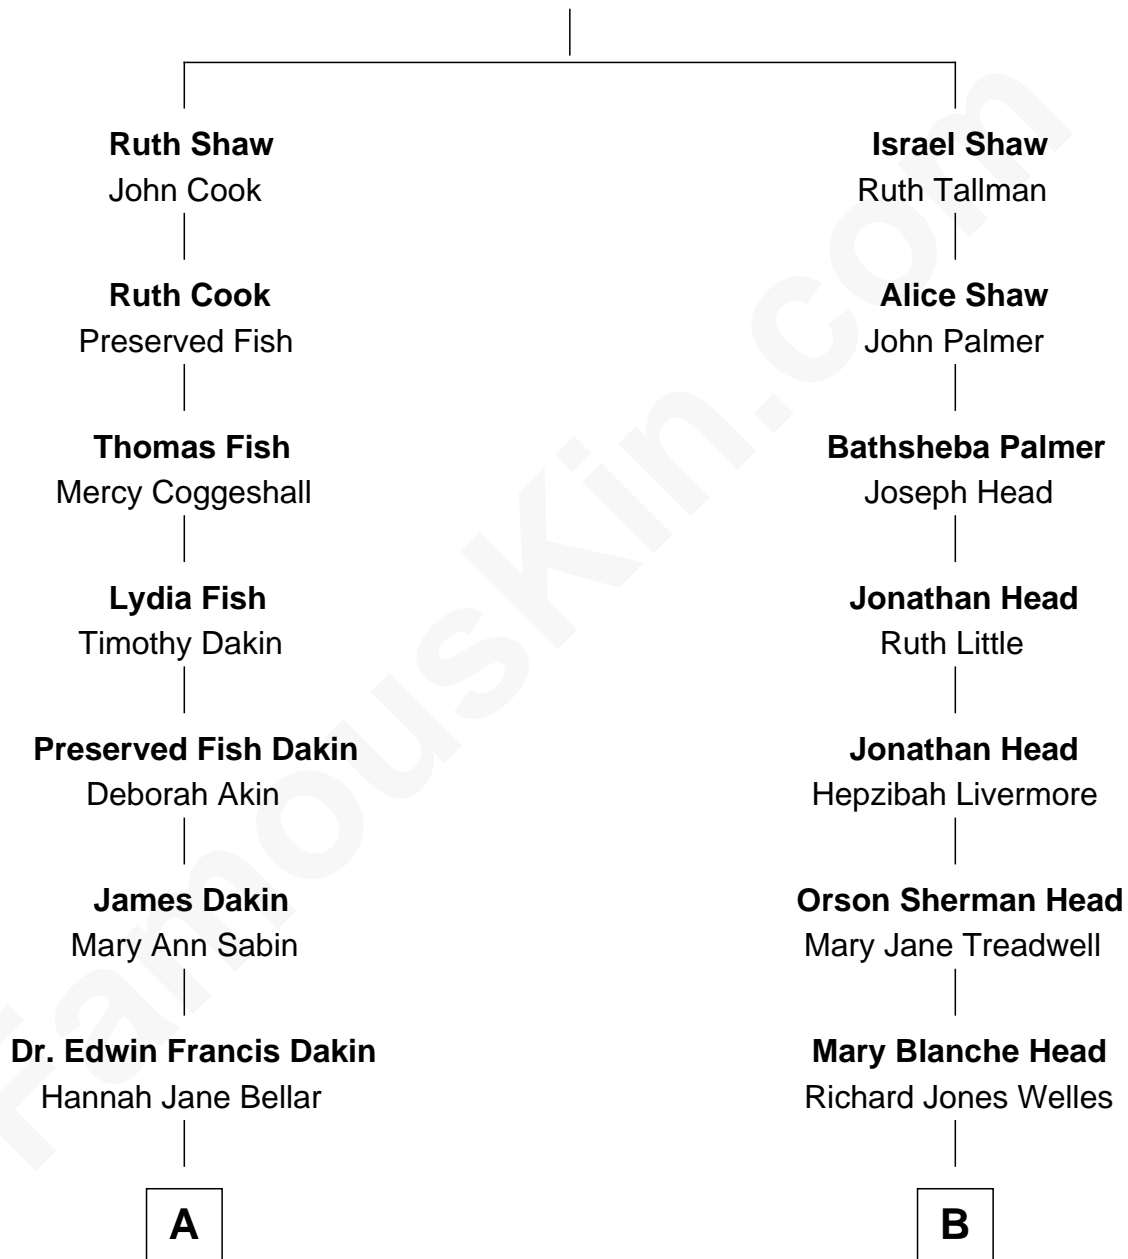 Ruth Shaw
John Cook
Ruth Cook
Preserved Fish
Thomas Fish
Mercy Coggeshall
Lydia Fish
Timothy Dakin
Preserved Fish Dakin
Deborah Akin
James Dakin
Mary Ann Sabin
Dr. Edwin Francis Dakin
Hannah Jane Bellar
A
Israel Shaw
Ruth Tallman
Alice Shaw
John Palmer
Bathsheba Palmer
Joseph Head
Jonathan Head
Ruth Little
Jonathan Head
Hepzibah Livermore
Orson Sherman Head
Mary Jane Treadwell
Mary Blanche Head
Richard Jones Welles
B
FamousKin.com